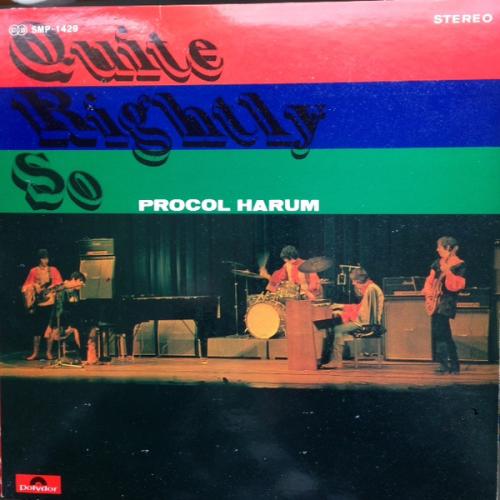 SMP-1429
STEREO
Quite
Rightly
So
PROCOL HARUM
Polydor